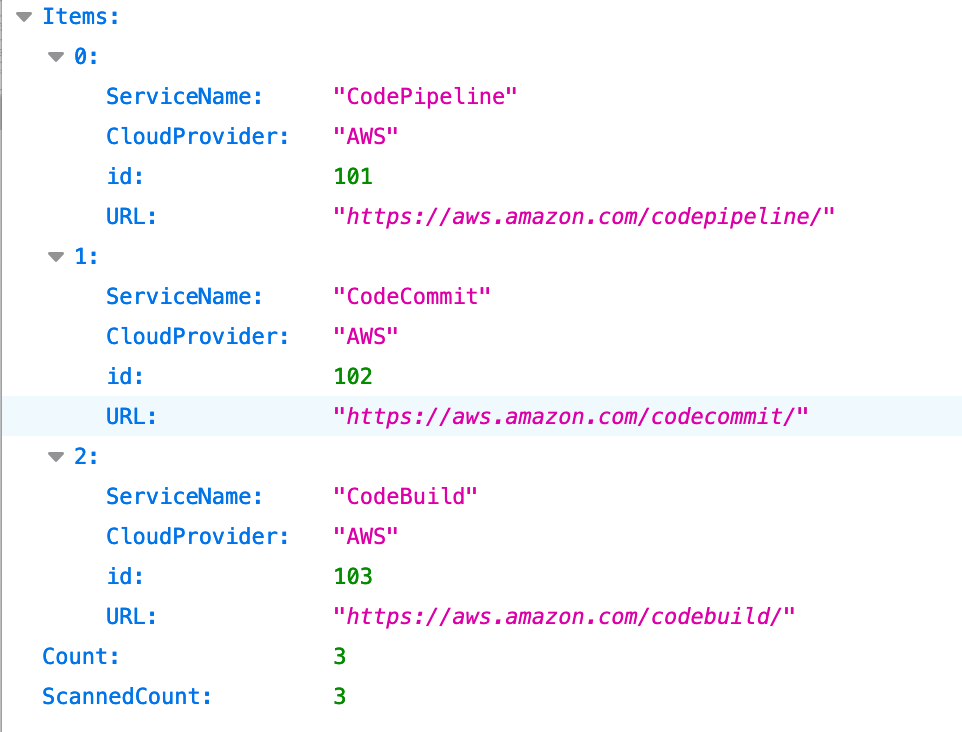 Items:
0:
ServiceName: "CodePipeline"
CloudProvider: "AWS"
id: 101
URL: "https://aws.amazon.com/codepipeline/"
1:
ServiceName: "CodeCommit"
CloudProvider: "AWS"
id: 102
URL: "https://aws.amazon.com/codecommit/"
2:
ServiceName: "CodeBuild"
CloudProvider: "AWS"
id: 103
URL: "https://aws.amazon.com/codebuild/"
Count: 3
ScannedCount: 3